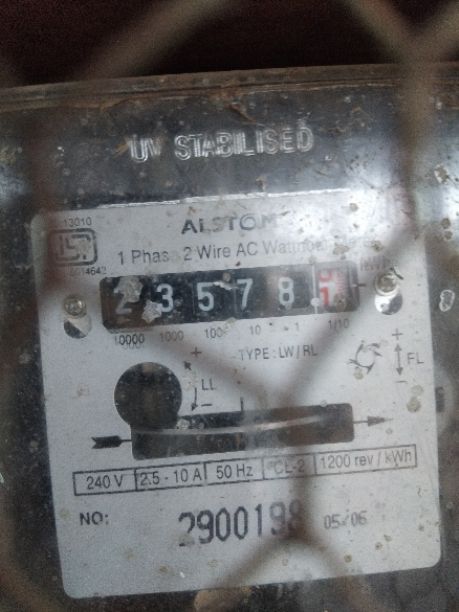 UV STABILISED
13010
ALSTOM
1 Phase 2 Wire AC
23578.1
10000 1000 100 10 1 1/10
TYPE : LW / RL
+
LL
-
+
FL
-
240 V 2.5 - 10 A 50 Hz CL-2 1200 rev / kWh
NO: 2900198 05/06